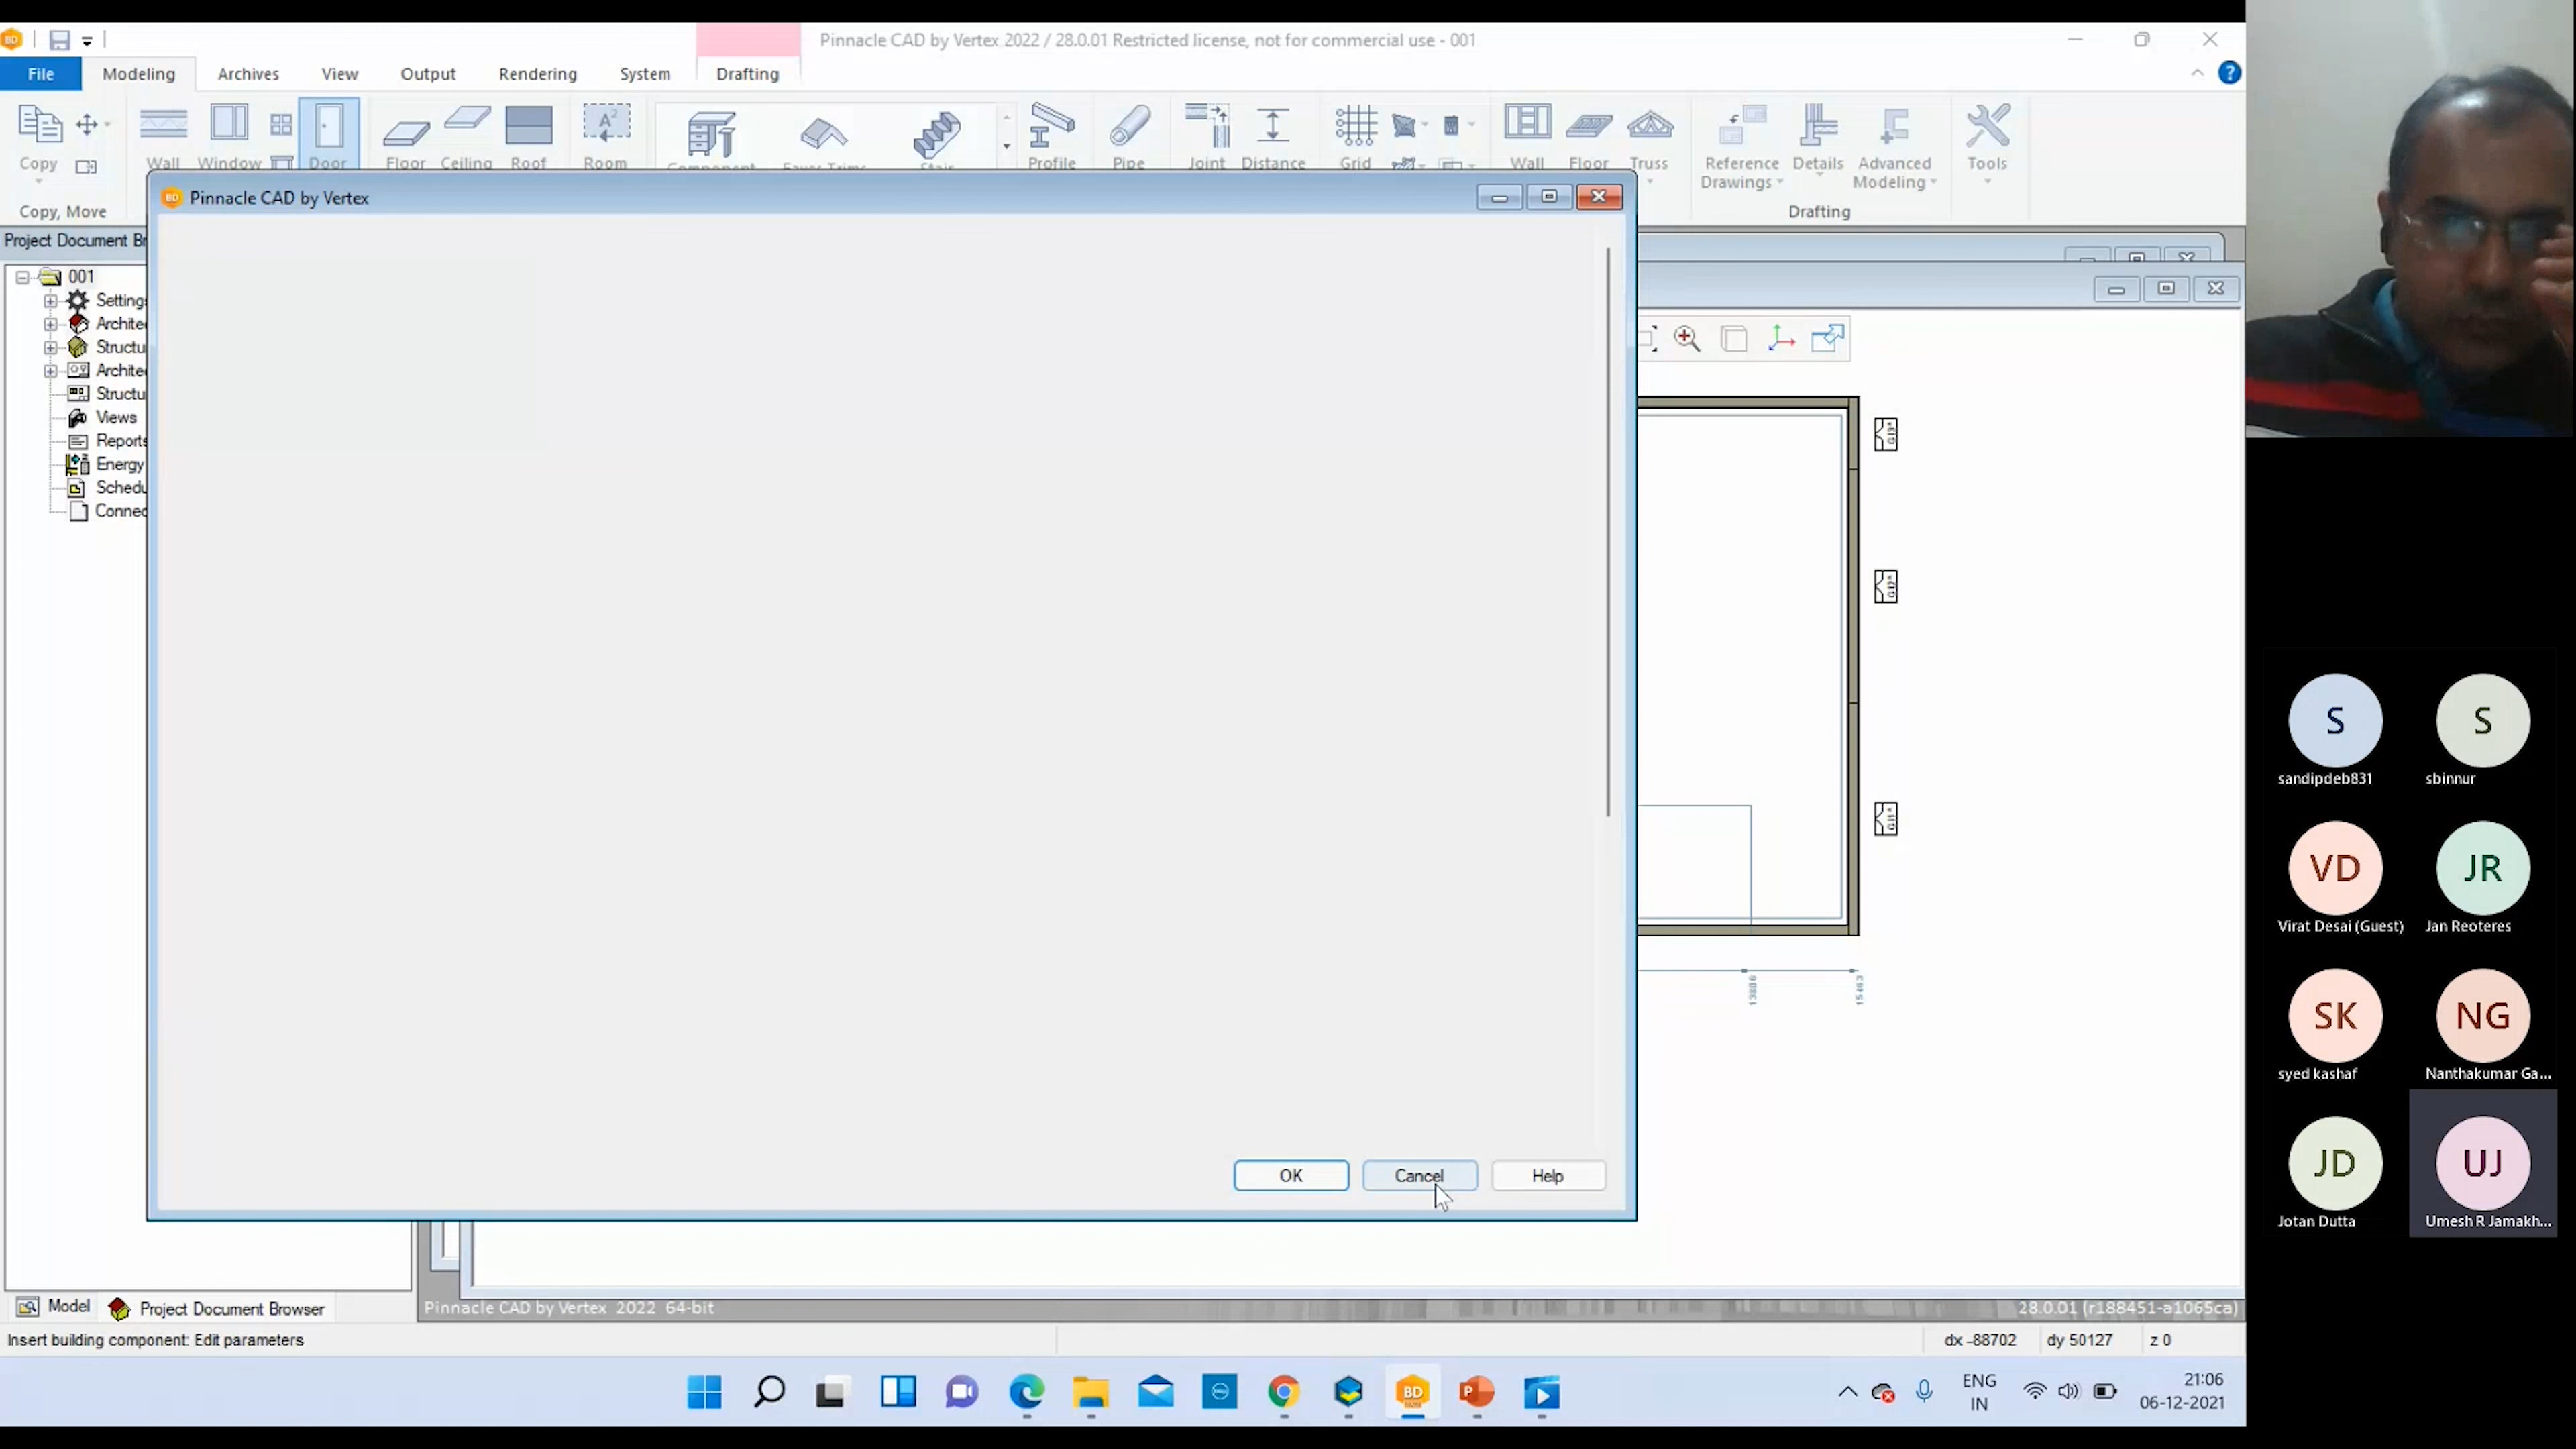 Pinnacle CAD by Vertex 2022 / 28.0.01 Restricted license, not for commercial use - 001
File Modeling Archives View Output Rendering System Drafting
Copy Wall Window Door Floor Ceiling Roof Room Component Stair Profile Pipe Joint Distance Grid Wall Floor Truss Reference Drawings Details Advanced Modeling Tools
Copy, Move Drafting
Pinnacle CAD by Vertex
Project Document Br
001
Settings
Archite
Structu
Archite
Structu
Views
Reports
Energy
Schedu
Connec
13806
15463
OK Cancel Help
Model Project Document Browser
Pinnacle CAD by Vertex 2022 64-bit 28.0.01 (r188451-a1065ca)
Insert building component: Edit parameters dx -88702 dy 50127 z 0
BD
ENG
IN
21:06
06-12-2021
S S
sandipdeb831 sbinnur
VD JR
Virat Desai (Guest) Jan Reoteres
SK NG
syed kashaf Nanthakumar Ga...
JD UJ
Jotan Dutta Umesh R Jamakh...